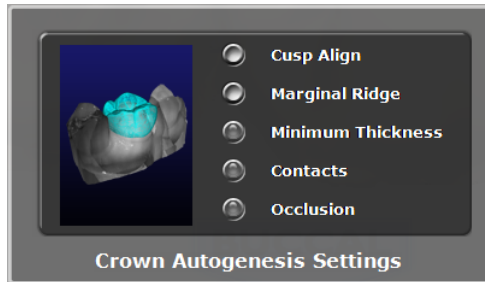 Cusp Align
Marginal Ridge
Minimum Thickness
Contacts
Occlusion
Crown Autogenesis Settings